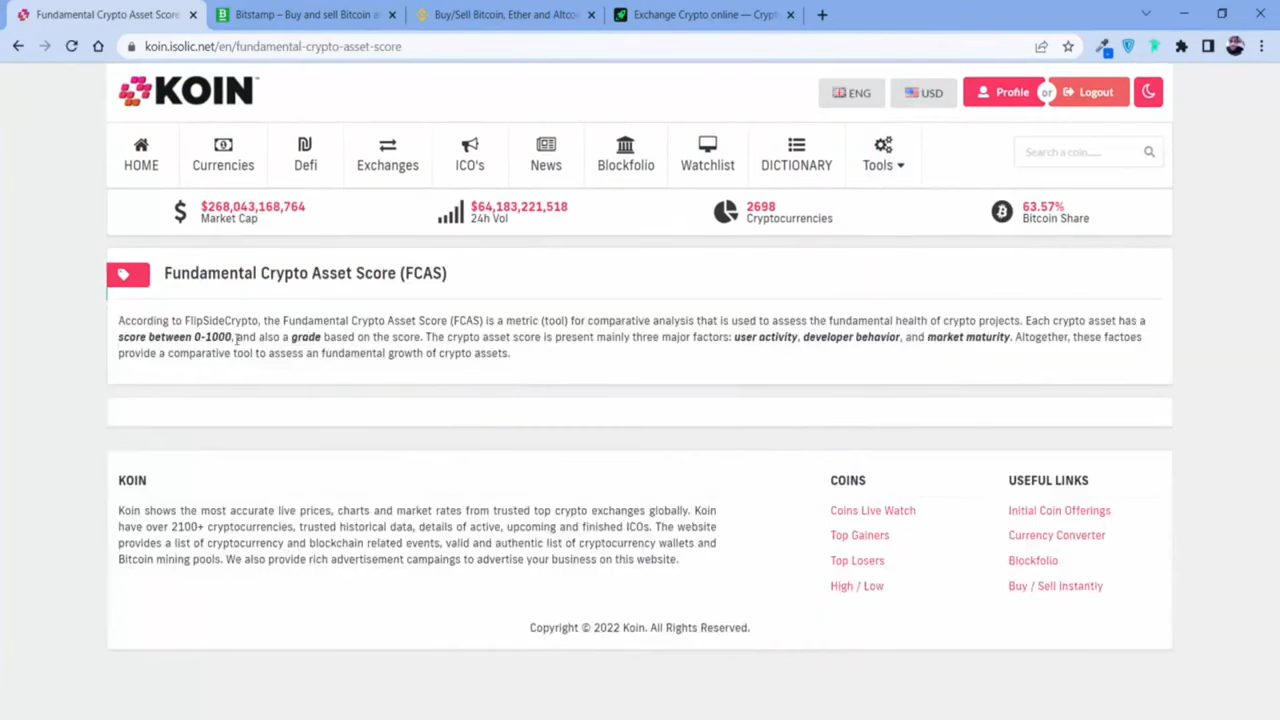 Fundamental Crypto Asset Score
Bitstamp – Buy and sell Bitcoin a
Buy/Sell Bitcoin, Ether and Altco
Exchange Crypto online — Crypt
koin.isolic.net/en/fundamental-crypto-asset-score
KOIN™
ENG
USD
Profile
or
Logout
HOME
Currencies
Defi
Exchanges
ICO's
News
Blockfolio
Watchlist
DICTIONARY
Tools
Search a coin.....
$268,043,168,764
Market Cap
$64,183,221,518
24h Vol
2698
Cryptocurrencies
63.57%
Bitcoin Share
Fundamental Crypto Asset Score (FCAS)
According to FlipSideCrypto, the Fundamental Crypto Asset Score (FCAS) is a metric (tool) for comparative analysis that is used to assess the fundamental health of crypto projects. Each crypto asset has a
score between 0-1000, and also a grade based on the score. The crypto asset score is present mainly three major factors: user activity, developer behavior, and market maturity. Altogether, these factoes
provide a comparative tool to assess an fundamental growth of crypto assets.
KOIN
Koin shows the most accurate live prices, charts and market rates from trusted top crypto exchanges globally. Koin
have over 2100+ cryptocurrencies, trusted historical data, details of active, upcoming and finished ICOs. The website
provides a list of cryptocurrency and blockchain related events, valid and authentic list of cryptocurrency wallets and
Bitcoin mining pools. We also provide rich advertisement campaings to advertise your business on this website.
COINS
Coins Live Watch
Top Gainers
Top Losers
High / Low
USEFUL LINKS
Initial Coin Offerings
Currency Converter
Blockfolio
Buy / Sell Instantly
Copyright © 2022 Koin. All Rights Reserved.